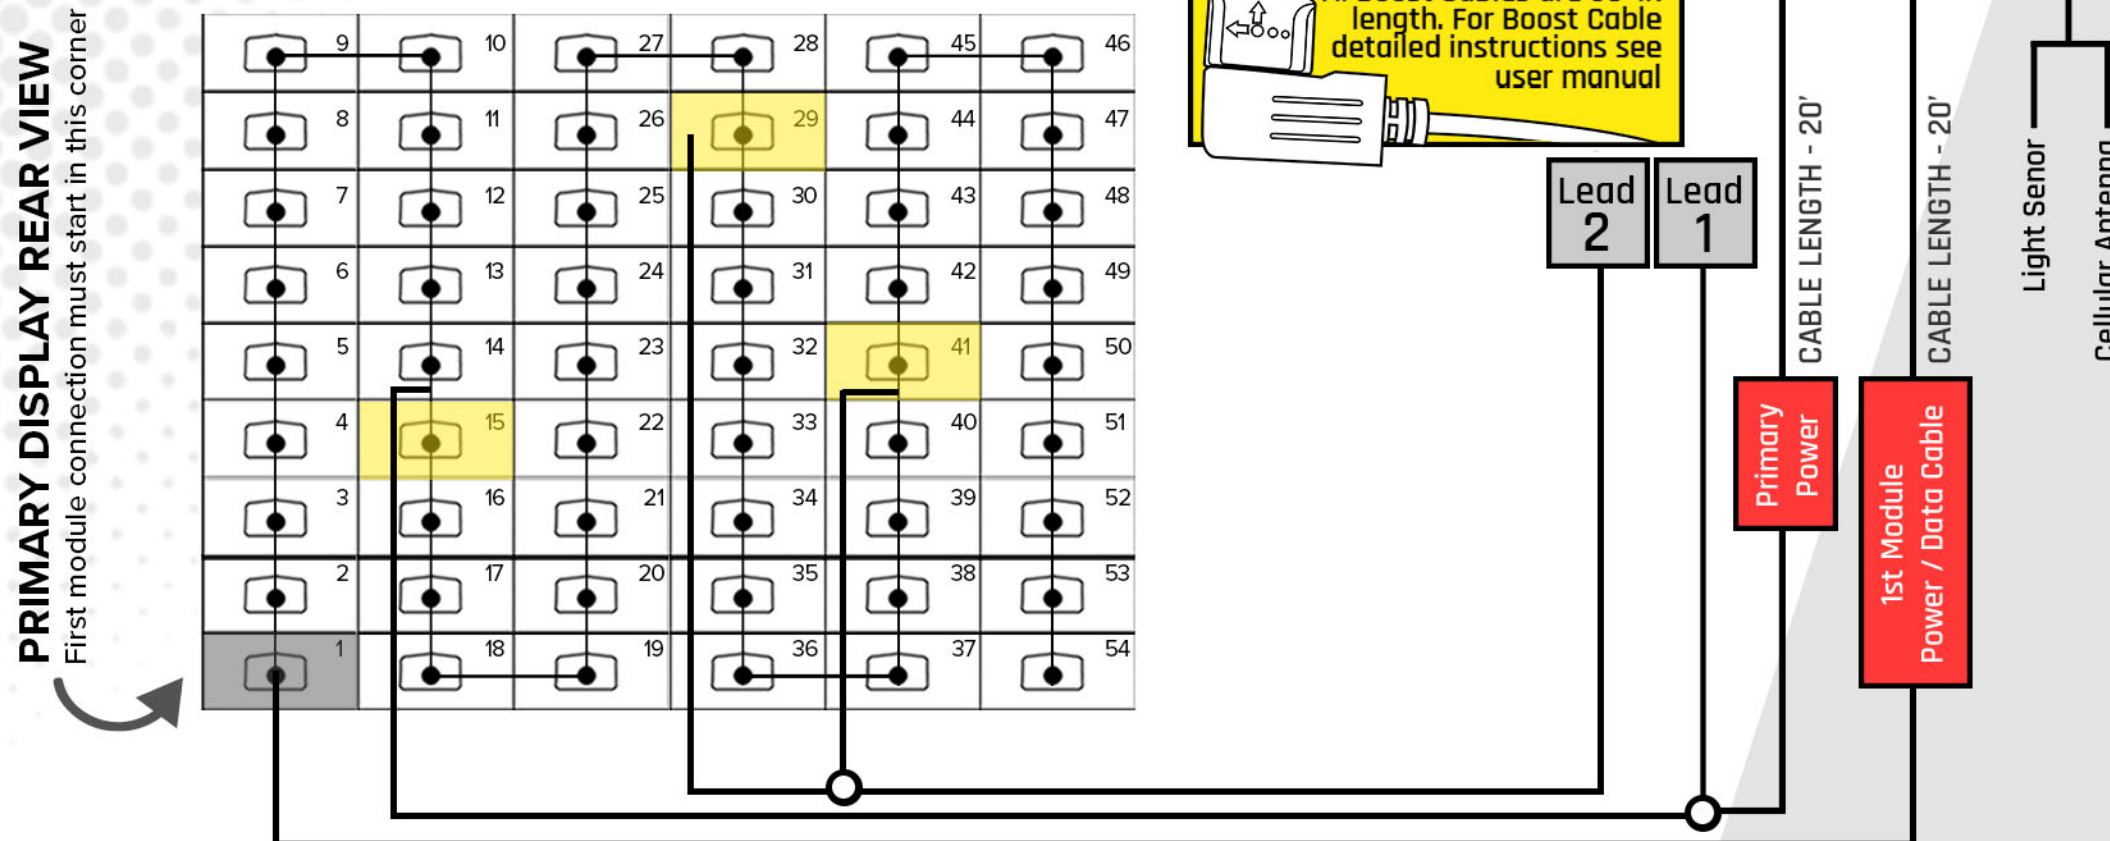 PRIMARY DISPLAY REAR VIEW
First module connection must start in this corner
9 10 27 28 45 46
8 11 26 29 44 47
7 12 25 30 43 48
6 13 24 31 42 49
5 14 23 32 41 50
4 15 22 33 40 51
3 16 21 34 39 52
2 17 20 35 38 53
1 18 19 36 37 54
length. For Boost Cable
detailed instructions see
user manual
Lead
2
Lead
1
CABLE LENGTH - 20'
Primary
Power
CABLE LENGTH - 20'
1st Module
Power / Data Cable
Light Senor
Cellular Antenna